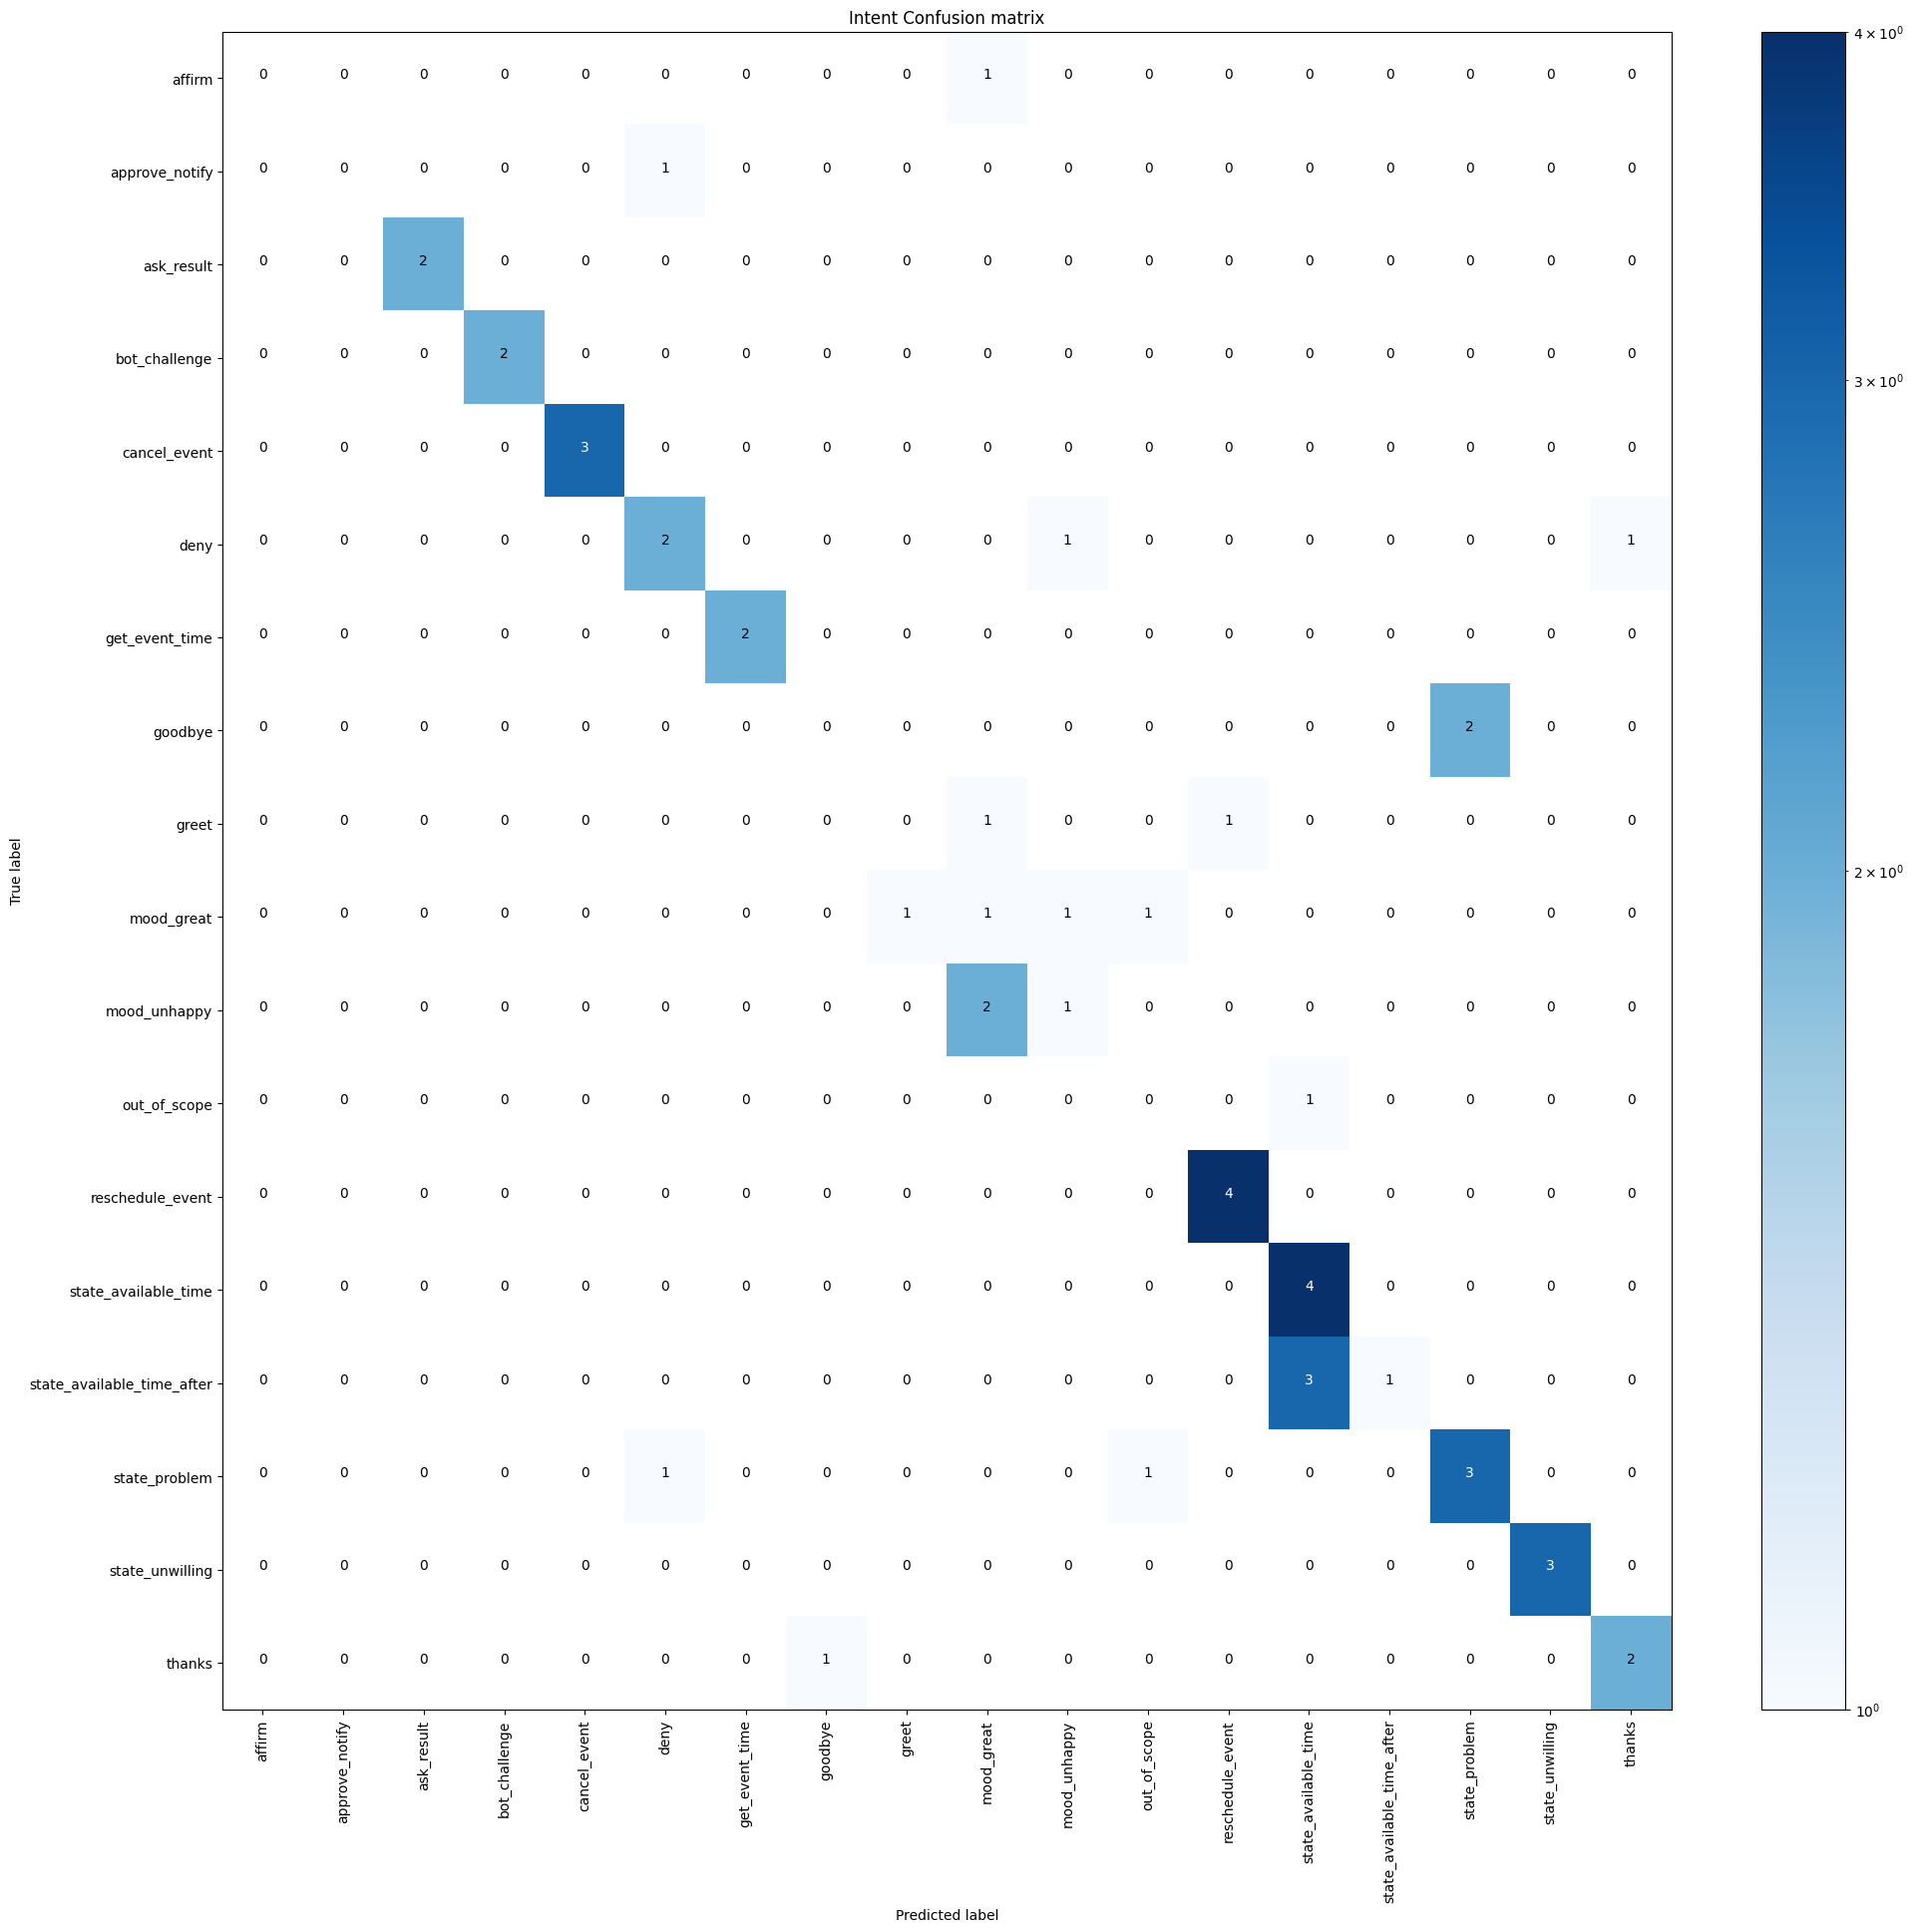 Intent Confusion matrix
affirm 0 0 0 0 0 0 0 0 0 1 0 0 0 0 0 0 0 0
approve_notify 0 0 0 0 0 1 0 0 0 0 0 0 0 0 0 0 0 0
ask_result 0 0 2 0 0 0 0 0 0 0 0 0 0 0 0 0 0 0
bot_challenge 0 0 0 2 0 0 0 0 0 0 0 0 0 0 0 0 0 0
cancel_event 0 0 0 0 3 0 0 0 0 0 0 0 0 0 0 0 0 0
deny 0 0 0 0 0 2 0 0 0 0 1 0 0 0 0 0 0 1
get_event_time 0 0 0 0 0 0 2 0 0 0 0 0 0 0 0 0 0 0
goodbye 0 0 0 0 0 0 0 0 0 0 0 0 0 0 0 2 0 0
greet 0 0 0 0 0 0 0 0 0 1 0 0 1 0 0 0 0 0
mood_great 0 0 0 0 0 0 0 0 1 1 1 1 0 0 0 0 0 0
mood_unhappy 0 0 0 0 0 0 0 0 0 2 1 0 0 0 0 0 0 0
out_of_scope 0 0 0 0 0 0 0 0 0 0 0 0 0 1 0 0 0 0
reschedule_event 0 0 0 0 0 0 0 0 0 0 0 0 4 0 0 0 0 0
state_available_time 0 0 0 0 0 0 0 0 0 0 0 0 0 4 0 0 0 0
state_available_time_after 0 0 0 0 0 0 0 0 0 0 0 0 0 3 1 0 0 0
state_problem 0 0 0 0 0 1 0 0 0 0 0 1 0 0 0 3 0 0
state_unwilling 0 0 0 0 0 0 0 0 0 0 0 0 0 0 0 0 3 0
thanks 0 0 0 0 0 0 0 1 0 0 0 0 0 0 0 0 0 2
True label
affirm
approve_notify
ask_result
bot_challenge
cancel_event
deny
get_event_time
goodbye
greet
mood_great
mood_unhappy
out_of_scope
reschedule_event
state_available_time
state_available_time_after
state_problem
state_unwilling
thanks
Predicted label
4 × 10⁰
3 × 10⁰
2 × 10⁰
10⁰